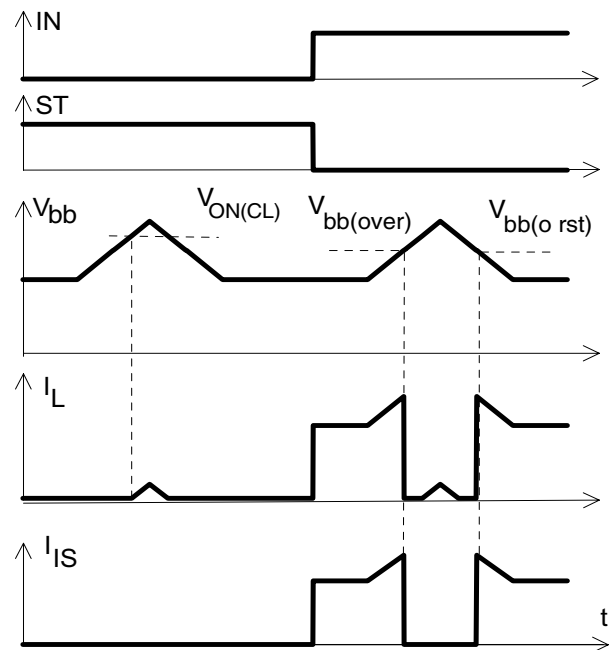 IN
ST
Vbb
VON(CL)
Vbb(over)
Vbb(o rst)
IL
IIS
t